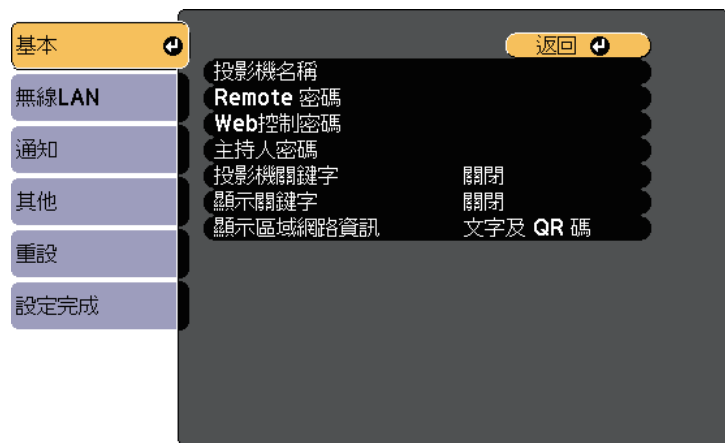 基本
無線LAN
通知
其他
重設
設定完成
返回
投影機名稱
Remote 密碼
Web控制密碼
主持人密碼
投影機關鍵字 關閉
顯示關鍵字 關閉
顯示區域網路資訊 文字及 QR 碼